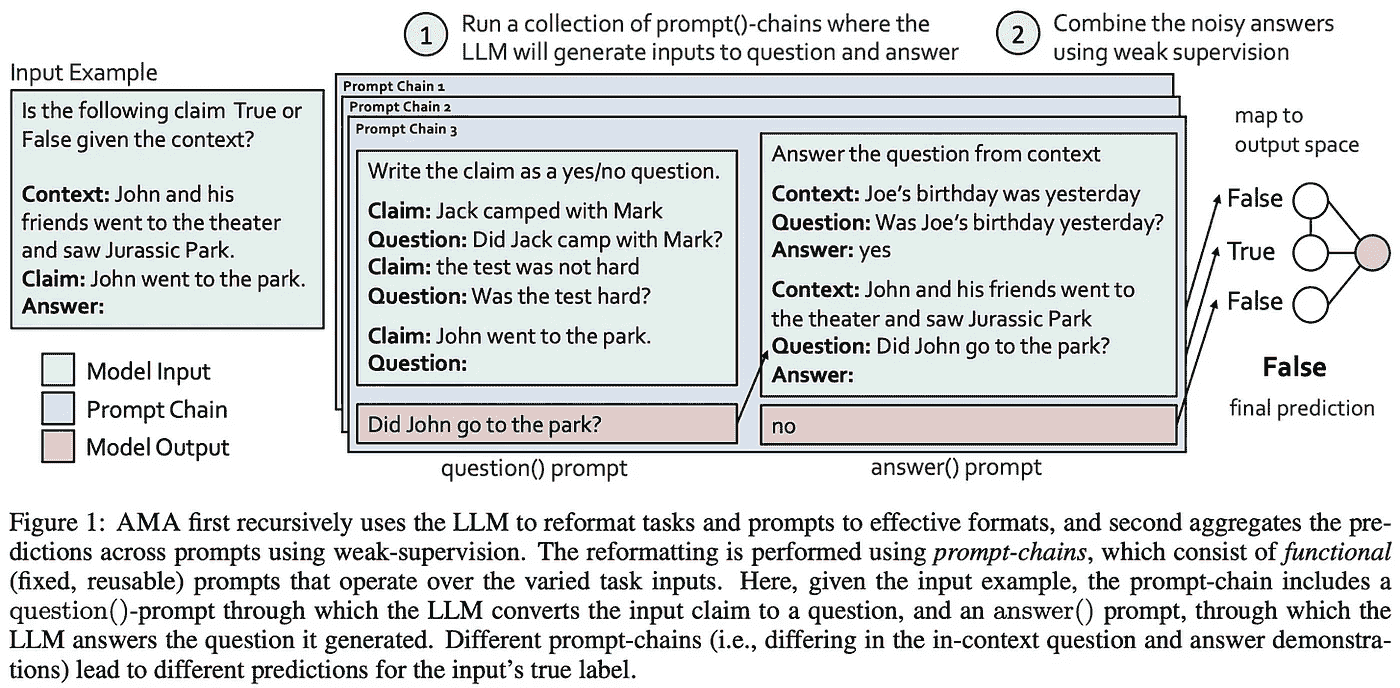 1 Run a collection of prompt()-chains where the
LLM will generate inputs to question and answer
2 Combine the noisy answers
using weak supervision
Input Example
Is the following claim True or
False given the context?
Context: John and his
friends went to the theater
and saw Jurassic Park.
Claim: John went to the park.
Answer:
Model Input
Prompt Chain
Model Output
Prompt Chain 1
Prompt Chain 2
Prompt Chain 3
Write the claim as a yes/no question.
Claim: Jack camped with Mark
Question: Did Jack camp with Mark?
Claim: the test was not hard
Question: Was the test hard?
Claim: John went to the park.
Question:
Did John go to the park?
question() prompt
Answer the question from context
Context: Joe's birthday was yesterday
Question: Was Joe's birthday yesterday?
Answer: yes
Context: John and his friends went to
the theater and saw Jurassic Park
Question: Did John go to the park?
Answer:
no
answer() prompt
map to
output space
False
True
False
False
final prediction
Figure 1: AMA first recursively uses the LLM to reformat tasks and prompts to effective formats, and second aggregates the pre-
dictions across prompts using weak-supervision. The reformatting is performed using prompt-chains, which consist of functional
(fixed, reusable) prompts that operate over the varied task inputs. Here, given the input example, the prompt-chain includes a
question()-prompt through which the LLM converts the input claim to a question, and an answer() prompt, through which the
LLM answers the question it generated. Different prompt-chains (i.e., differing in the in-context question and answer demonstra-
tions) lead to different predictions for the input's true label.